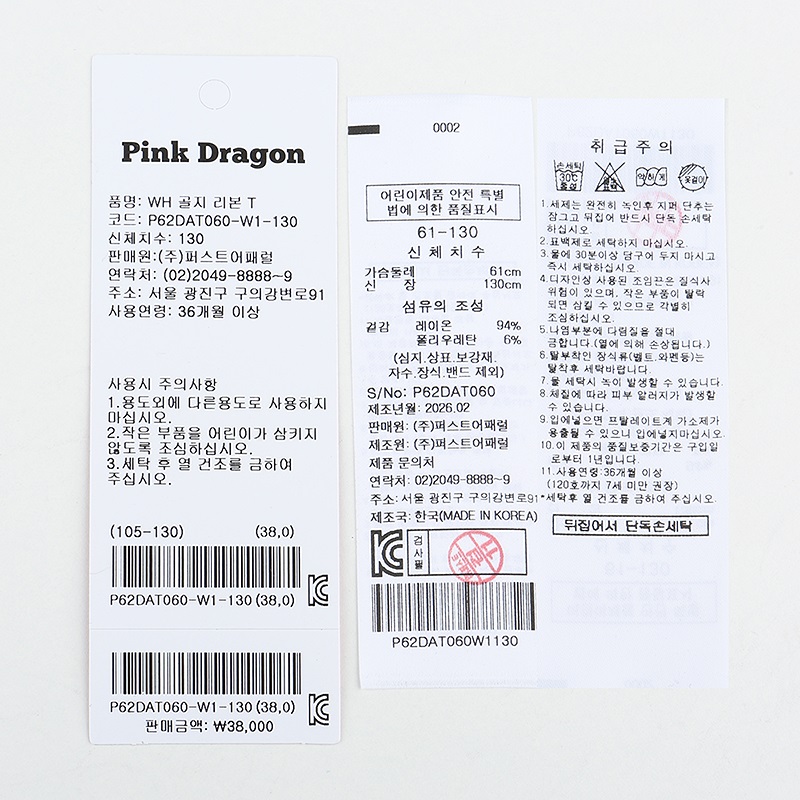 Pink Dragon
품명: WH 골지 리본 T
코드: P62DAT060-W1-130
신체치수: 130
판매원:(주)퍼스트어패럴
연락처: (02)2049-8888~9
주소: 서울 광진구 구의강변로91
사용연령: 36개월 이상
사용시 주의사항
1.용도외에 다른용도로 사용하지
마십시오.
2.작은 부품을 어린이가 삼키지
않도록 조심하십시오.
3.세탁 후 열 건조를 금하여
주십시오.
(105-130) (38,0)
P62DAT060-W1-130 (38,0)
P62DAT060-W1-130 (38,0)
판매금액: ₩38,000
0002
어린이제품 안전 특별
법에 의한 품질표시
61-130
신 체 치 수
가슴둘레 61cm
신 장 130cm
섬유의 조성
겉감 레이온 94%
폴리우레탄 6%
(심지.상표.보강재.
자수.장식.밴드 제외)
S/No: P62DAT060
제조년월: 2026.02
판매원: (주)퍼스트어패럴
제조원: (주)퍼스트어패럴
제품 문의처
연락처: (02)2049-8888~9
주소: 서울 광진구 구의강변로91
제조국: 한국(MADE IN KOREA)
검사필
P62DAT060W1130
취 급 주 의
손세탁
30℃
중성
약하게
옷걸이
1.세제는 완전히 녹인후 지퍼 단추는
잠그고 뒤집어 반드시 단독 손세탁
하십시오.
2.표백제로 세탁하지 마십시오.
3.물에 30분이상 담구어 두지 마시고
즉시 세탁하십시오.
4.디자인상 사용된 조임끈은 질식사
위험이 있으며, 작은 부품이 탈락
되면 삼킬 수 있으므로 각별히
조심하십시오.
5.나염부분에 다림질을 절대
금합니다.(열에 의해 손상됩니다.)
6.탈부착인 장식류(벨트.와펜등)는
탈착후 세탁바랍니다.
7.물 세탁시 녹이 발생할 수 있습니다.
8.체질에 따라 피부 알러지가 발생할
수 있습니다.
9.입에넣으면 프탈레이트계 가소제가
용출될 수 있으니 입에넣지마십시오.
10.이 제품의 품질보증기간은 구입일
로부터 1년입니다.
11.사용연령:36개월 이상
(120호까지 7세 미만 권장)
*세탁후 열 건조를 금하여 주십시오.
뒤집어서 단독손세탁